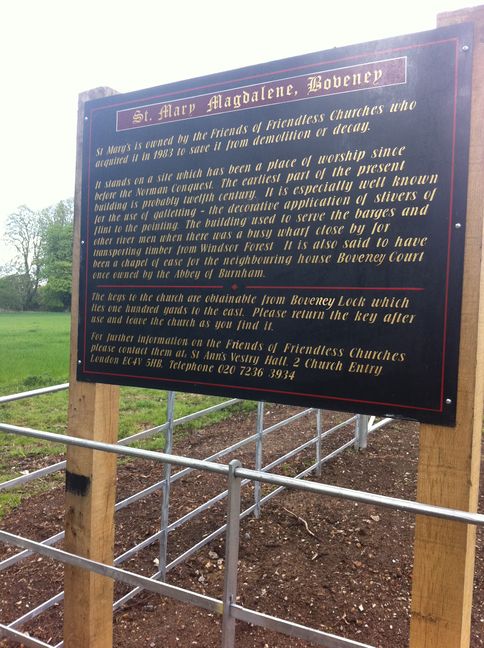 St. Mary Magdalene, Boveney
St Mary's is owned by the Friends of Friendless Churches who
acquired it in 1983 to save it from demolition or decay.
It stands on a site which has been a place of worship since
before the Norman Conquest. The earliest part of the present
building is probably twelfth century. It is especially well known
for the use of galletting - the decorative application of slivers of
flint to the pointing. The building used to serve the barges and
other river men when there was a busy wharf close by for
transporting timber from Windsor Forest It is also said to have
been a chapel of ease for the neighbouring house Boveney Court
once owned by the Abbey of Burnham.
The keys to the church are obtainable from Boveney Lock which
lies one hundred yards to the east. Please return the key after
use and leave the church as you find it.
For further information on the Friends of Friendless Churches
please contact them at, St Ann's Vestry Hall, 2 Church Entry
London EC4V 5HB. Telephone 020 7236 3934